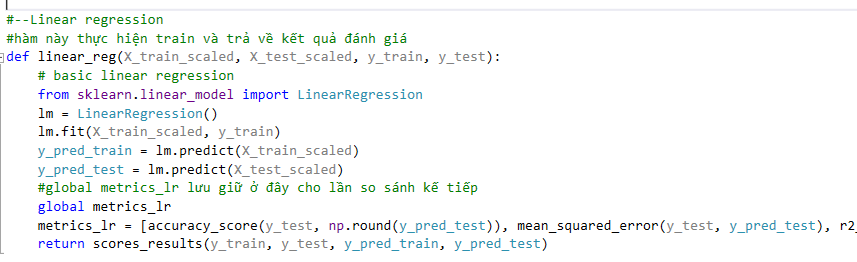 #--Linear regression
#hàm này thực hiện train và trả về kết quả đánh giá
def linear_reg(X_train_scaled, X_test_scaled, y_train, y_test):
# basic linear regression
from sklearn.linear_model import LinearRegression
lm = LinearRegression()
lm.fit(X_train_scaled, y_train)
y_pred_train = lm.predict(X_train_scaled)
y_pred_test = lm.predict(X_test_scaled)
#global metrics_lr lưu giữ ở đây cho lần so sánh kế tiếp
global metrics_lr
metrics_lr = [accuracy_score(y_test, np.round(y_pred_test)), mean_squared_error(y_test, y_pred_test), r2_
return scores_results(y_train, y_test, y_pred_train, y_pred_test)